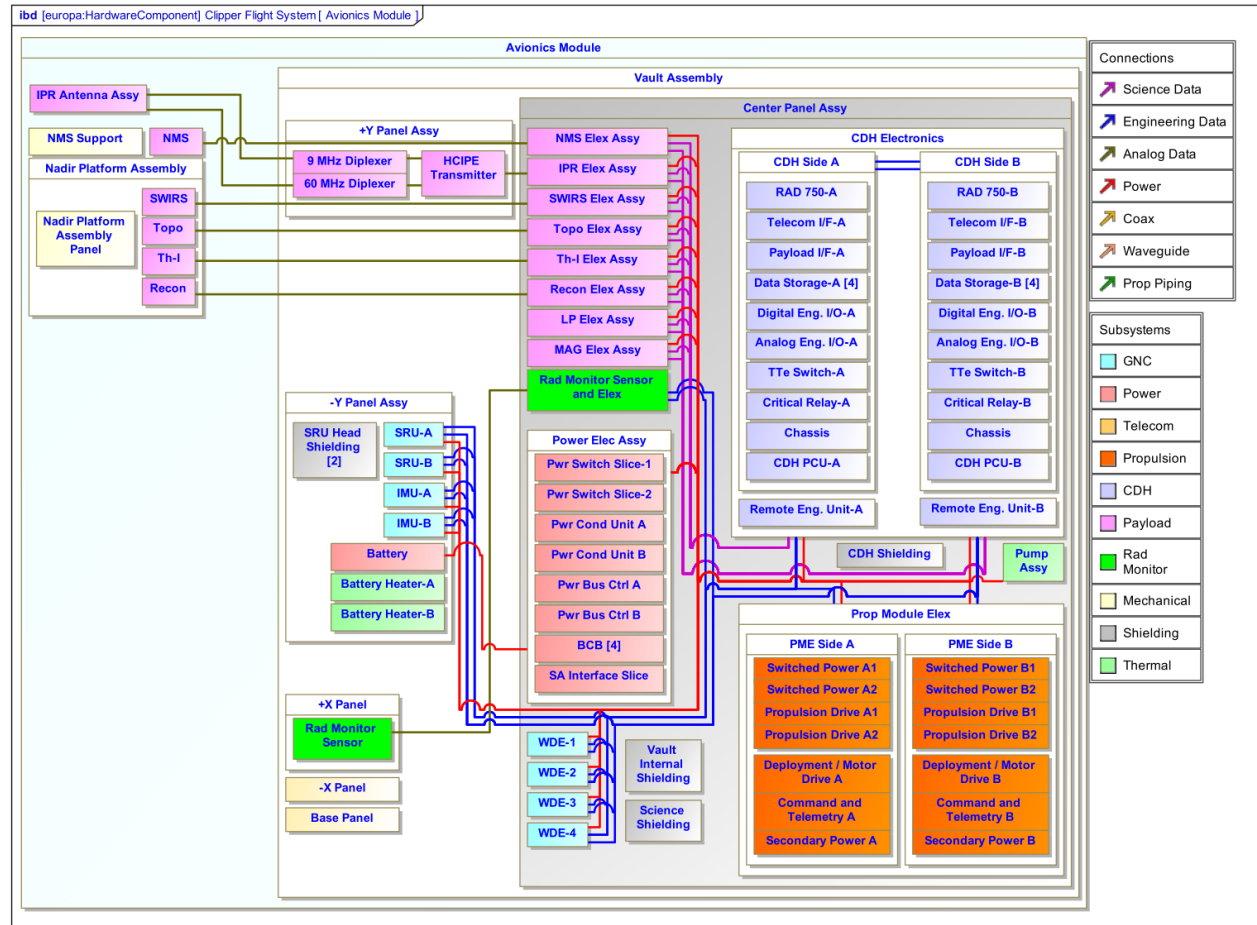 ibd [europa:HardwareComponent] Clipper Flight System [ Avionics Module ]
Avionics Module
IPR Antenna Assy
NMS Support
NMS
Nadir Platform Assembly
Nadir Platform
Assembly
Panel
SWIRS
Topo
Th-I
Recon
Vault Assembly
+Y Panel Assy
9 MHz Diplexer
60 MHz Diplexer
HCIPE
Transmitter
-Y Panel Assy
SRU Head
Shielding
[2]
SRU-A
SRU-B
IMU-A
IMU-B
Battery
Battery Heater-A
Battery Heater-B
+X Panel
Rad Monitor
Sensor
-X Panel
Base Panel
Center Panel Assy
NMS Elex Assy
IPR Elex Assy
SWIRS Elex Assy
Topo Elex Assy
Th-I Elex Assy
Recon Elex Assy
LP Elex Assy
MAG Elex Assy
Rad Monitor Sensor
and Elex
Power Elec Assy
Pwr Switch Slice-1
Pwr Switch Slice-2
Pwr Cond Unit A
Pwr Cond Unit B
Pwr Bus Ctrl A
Pwr Bus Ctrl B
BCB [4]
SA Interface Slice
WDE-1
WDE-2
WDE-3
WDE-4
Vault
Internal
Shielding
Science
Shielding
CDH Electronics
CDH Side A
RAD 750-A
Telecom I/F-A
Payload I/F-A
Data Storage-A [4]
Digital Eng. I/O-A
Analog Eng. I/O-A
TTe Switch-A
Critical Relay-A
Chassis
CDH PCU-A
Remote Eng. Unit-A
CDH Side B
RAD 750-B
Telecom I/F-B
Payload I/F-B
Data Storage-B [4]
Digital Eng. I/O-B
Analog Eng. I/O-B
TTe Switch-B
Critical Relay-B
Chassis
CDH PCU-B
Remote Eng. Unit-B
CDH Shielding
Pump
Assy
Prop Module Elex
PME Side A
Switched Power A1
Switched Power A2
Propulsion Drive A1
Propulsion Drive A2
Deployment / Motor
Drive A
Command and
Telemetry A
Secondary Power A
PME Side B
Switched Power B1
Switched Power B2
Propulsion Drive B1
Propulsion Drive B2
Deployment / Motor
Drive B
Command and
Telemetry B
Secondary Power B
Connections
Science Data
Engineering Data
Analog Data
Power
Coax
Waveguide
Prop Piping
Subsystems
GNC
Power
Telecom
Propulsion
CDH
Payload
Rad
Monitor
Mechanical
Shielding
Thermal